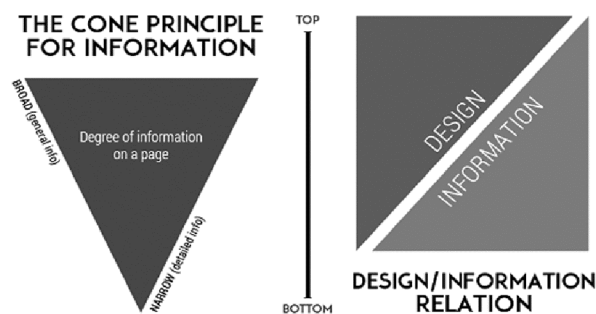 THE CONE PRINCIPLE
FOR INFORMATION
BROAD (general info)
Degree of information
on a page
NARROW (detailed info)
TOP
BOTTOM
DESIGN
INFORMATION
DESIGN/INFORMATION
RELATION